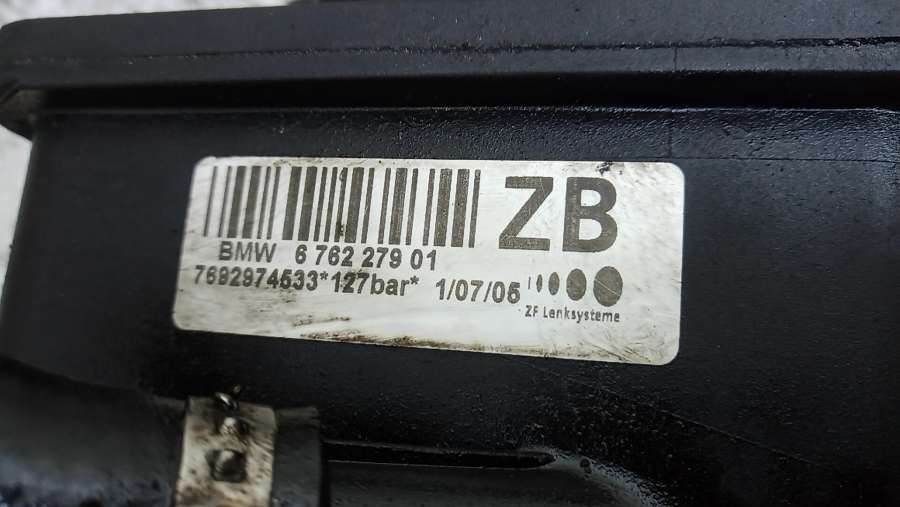 ZB
BMW 6 762 279 01
7692974533*127bar* 1/07/05
ZF Lenksysteme